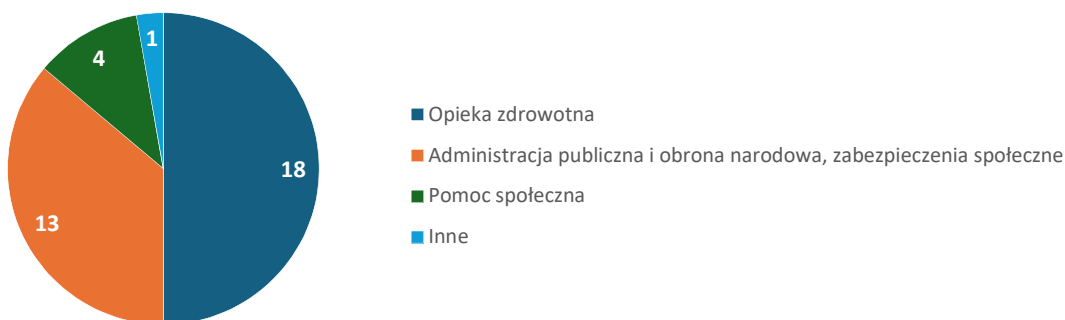 1
4
18
13
Opieka zdrowotna
Administracja publiczna i obrona narodowa, zabezpieczenia społeczne
Pomoc społeczna
Inne